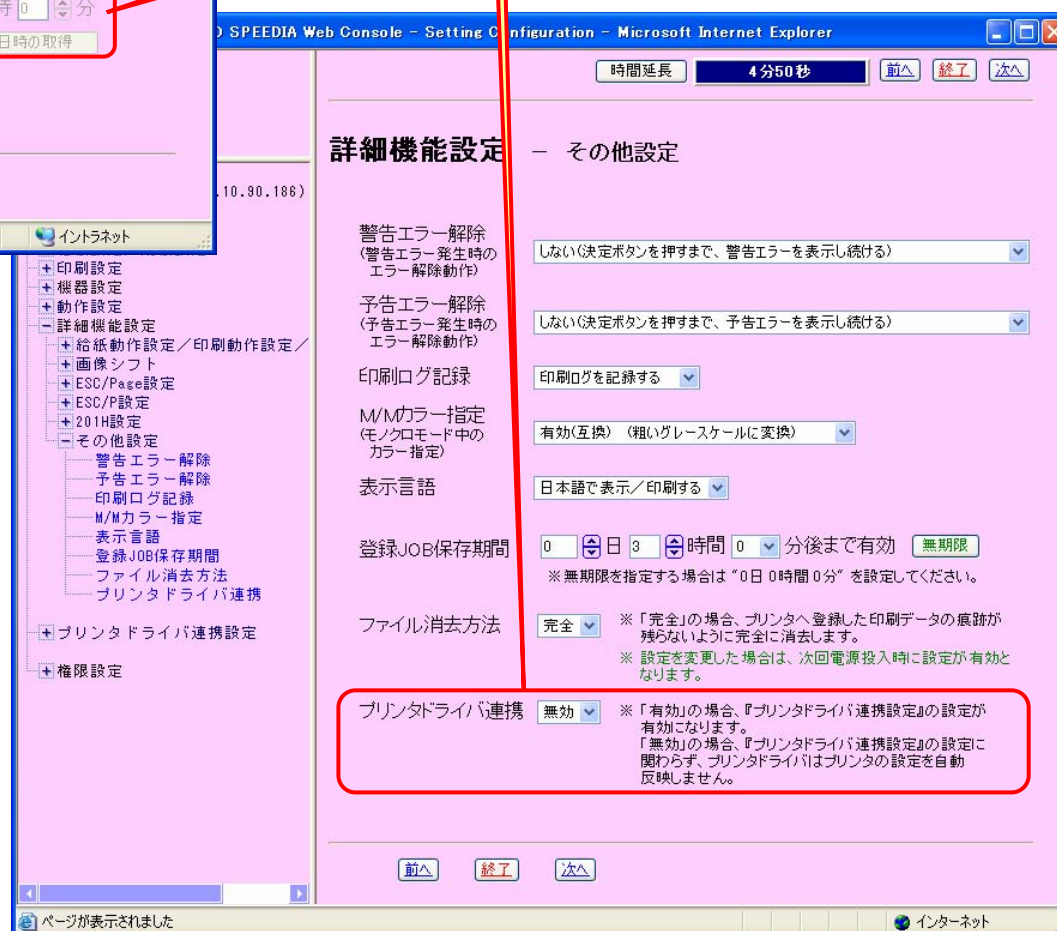 時 0 分
日時の取得
イントラネット
SPEEDIA Web Console - Setting Configuration - Microsoft Internet Explorer
時間延長 4分50秒 前へ 終了 次へ
詳細機能設定 － その他設定
.10.90.186)
印刷設定
機器設定
動作設定
詳細機能設定
給紙動作設定／印刷動作設定／
画像シフト
ESC/Page設定
ESC/P設定
201H設定
その他設定
警告エラー解除
予告エラー解除
印刷ログ記録
M/Mカラー指定
表示言語
登録JOB保存期間
ファイル消去方法
プリンタドライバ連携
プリンタドライバ連携設定
権限設定
警告エラー解除
(警告エラー発生時の
エラー解除動作)
しない(決定ボタンを押すまで、警告エラーを表示し続ける)
予告エラー解除
(予告エラー発生時の
エラー解除動作)
しない(決定ボタンを押すまで、予告エラーを表示し続ける)
印刷ログ記録 印刷ログを記録する
M/Mカラー指定
(モノクロモード中の
カラー指定)
有効(互換) (粗いグレースケールに変換)
表示言語 日本語で表示／印刷する
登録JOB保存期間 0 日 3 時間 0 分後まで有効 無期限
※無期限を指定する場合は“0日 0時間 0分”を設定してください。
ファイル消去方法 完全 ※「完全」の場合、プリンタへ登録した印刷データの痕跡が
残らないように完全に消去します。
※ 設定を変更した場合は、次回電源投入時に設定が有効と
なります。
プリンタドライバ連携 無効 ※「有効」の場合、『プリンタドライバ連携設定』の設定が
有効になります。
「無効」の場合、『プリンタドライバ連携設定』の設定に
関わらず、プリンタドライバはプリンタの設定を自動
反映しません。
前へ 終了 次へ
ページが表示されました インターネット